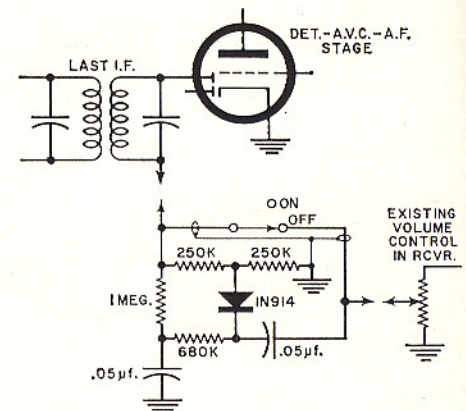 DET.-A.V.C.-A.F.
STAGE
LAST I.F.
ON
OFF
EXISTING
VOLUME
CONTROL
IN RCVR.
250K
250K
1 MEG.
1N914
680K
.05µf.
.05µf.